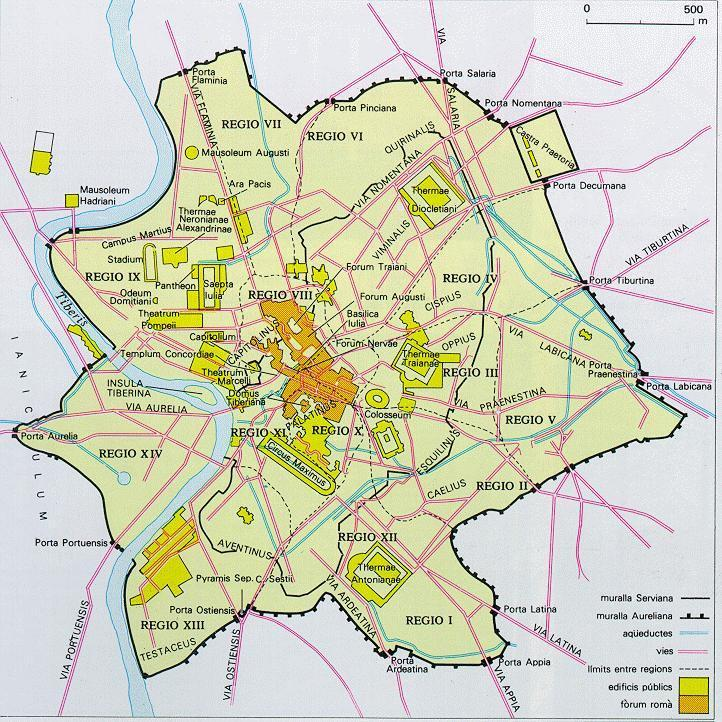 0 500
m
Porta
Flaminia
VIA FLAMINIA
VIA
SALARIA
Porta Salaria
Porta Nomentana
Porta Pinciana
REGIO VII
REGIO VI
QUIRINALIS
VIA NOMENTANA
Castra Praetoria
Mausoleum Augusti
Porta Decumana
Ara Pacis
Mausoleum
Hadriani
Thermae
Diocletiani
Thermae
Neronianae
Alexandrinae
Campus Martius
VIMINALIS
VIA TIBURTINA
Stadium
Forum Traiani
REGIO IX
Pantheon
Saepta
Iulia
REGIO IV
Porta Tiburtina
Odeum
Domitiani
REGIO VIII
Forum Augusti
CISPIUS
Tiberis
Theatrum
Pompeii
Basilica
Iulia
CAPITOLINUS
VIA LABICANA
Capitolium
Forum Nervae
OPPIUS
Templum Concordiae
Thermae
Traianae
Porta
Praenestina
Theatrum
Marcelli
REGIO III
Porta Labicana
INSULA
TIBERINA
Domus
Tiberiana
VIA PRAENESTINA
VIA AURELIA
Colosseum
REGIO V
PALATINUS
IANICULUM
Porta Aurelia
REGIO XI
REGIO X
REGIO XIV
Circus Maximus
ESQUILINUS
CAELIUS
REGIO II
Porta Portuensis
AVENTINUS
REGIO XII
Pyramis Sep. C. Sestii
Thermae
Antonianae
Porta Ostiensis
VIA ARDEATINA
Porta Latina
REGIO XIII
REGIO I
VIA LATINA
TESTACEUS
VIA PORTUENSIS
VIA OSTIENSIS
Porta
Ardeatina
Porta Appia
VIA APPIA
muralla Serviana
muralla Aureliana
aqüeductes
vies
límits entre regions
edificis públics
fòrum romà